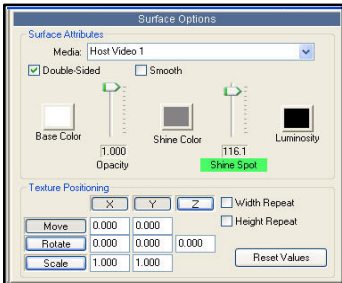 Surface Options
Surface Attributes
Media: Host Video 1
Double-Sided Smooth
Base Color Shine Color Luminosity
1.000 116.1
Opacity Shine Spot
Texture Positioning
X Y Z Width Repeat
Height Repeat
Move 0.000 0.000
Rotate 0.000 0.000 0.000
Scale 1.000 1.000 Reset Values